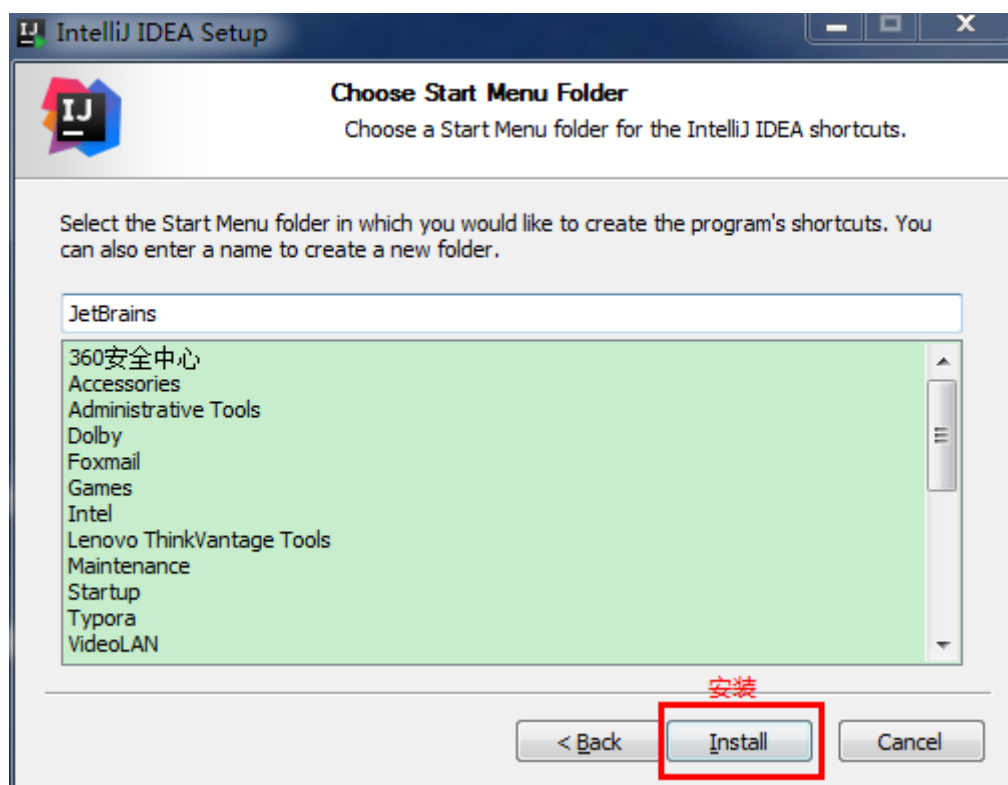 IntelliJ IDEA Setup
IJ
Choose Start Menu Folder
Choose a Start Menu folder for the IntelliJ IDEA shortcuts.
Select the Start Menu folder in which you would like to create the program's shortcuts. You
can also enter a name to create a new folder.
JetBrains
360安全中心
Accessories
Administrative Tools
Dolby
Foxmail
Games
Intel
Lenovo ThinkVantage Tools
Maintenance
Startup
Typora
VideoLAN
安装
< Back Install Cancel